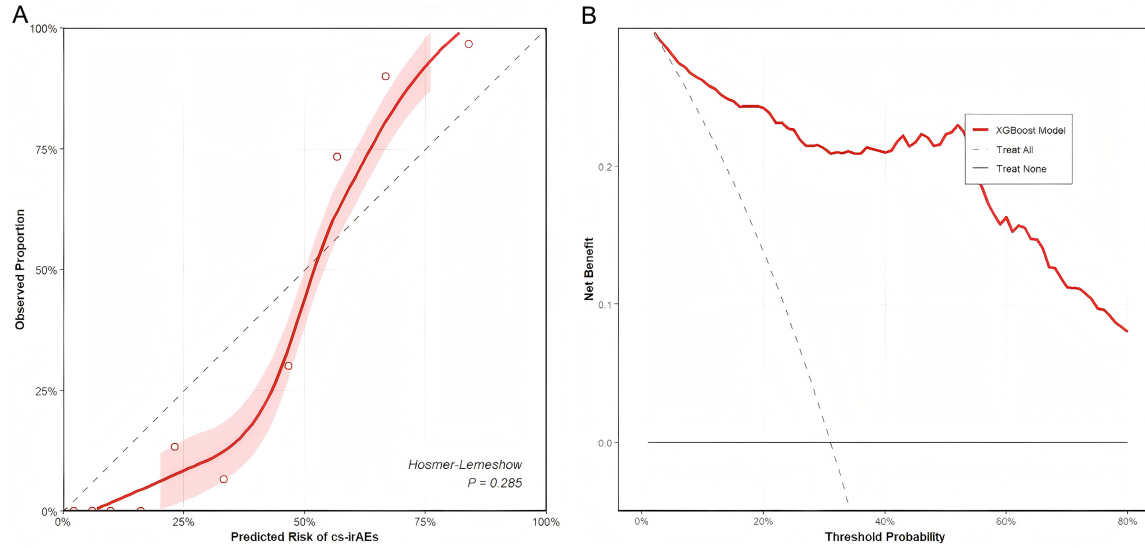 A
100%
75%
50%
25%
0%
0%
25%
50%
75%
100%
Observed Proportion
Predicted Risk of cs-irAEs
Hosmer-Lemeshow
P = 0.285
B
0.2
0.1
0.0
0%
20%
40%
60%
80%
Net Benefit
Threshold Probability
XGBoost Model
Treat All
Treat None